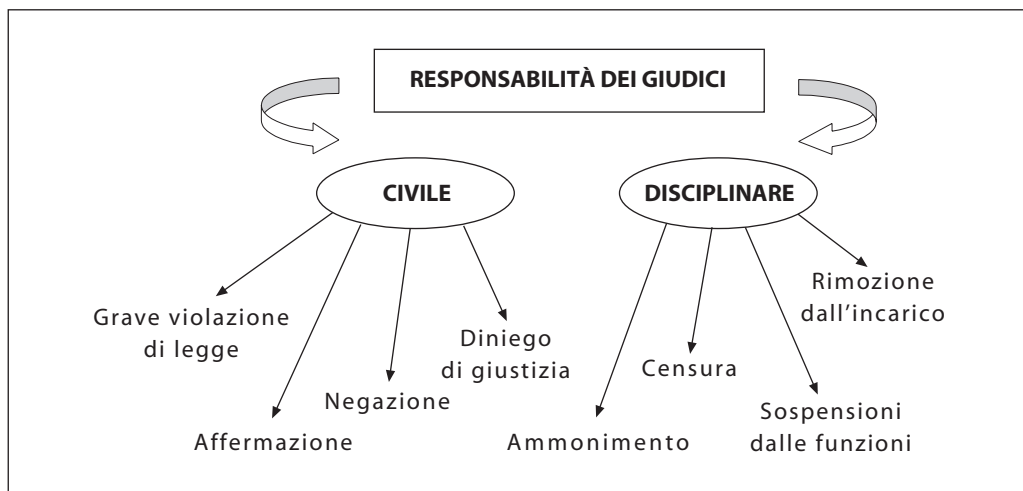 RESPONSABILITÀ DEI GIUDICI
CIVILE
DISCIPLINARE
Grave violazione
di legge
Affermazione
Negazione
Diniego
di giustizia
Ammonimento
Censura
Sospensioni
dalle funzioni
Rimozione
dall'incarico